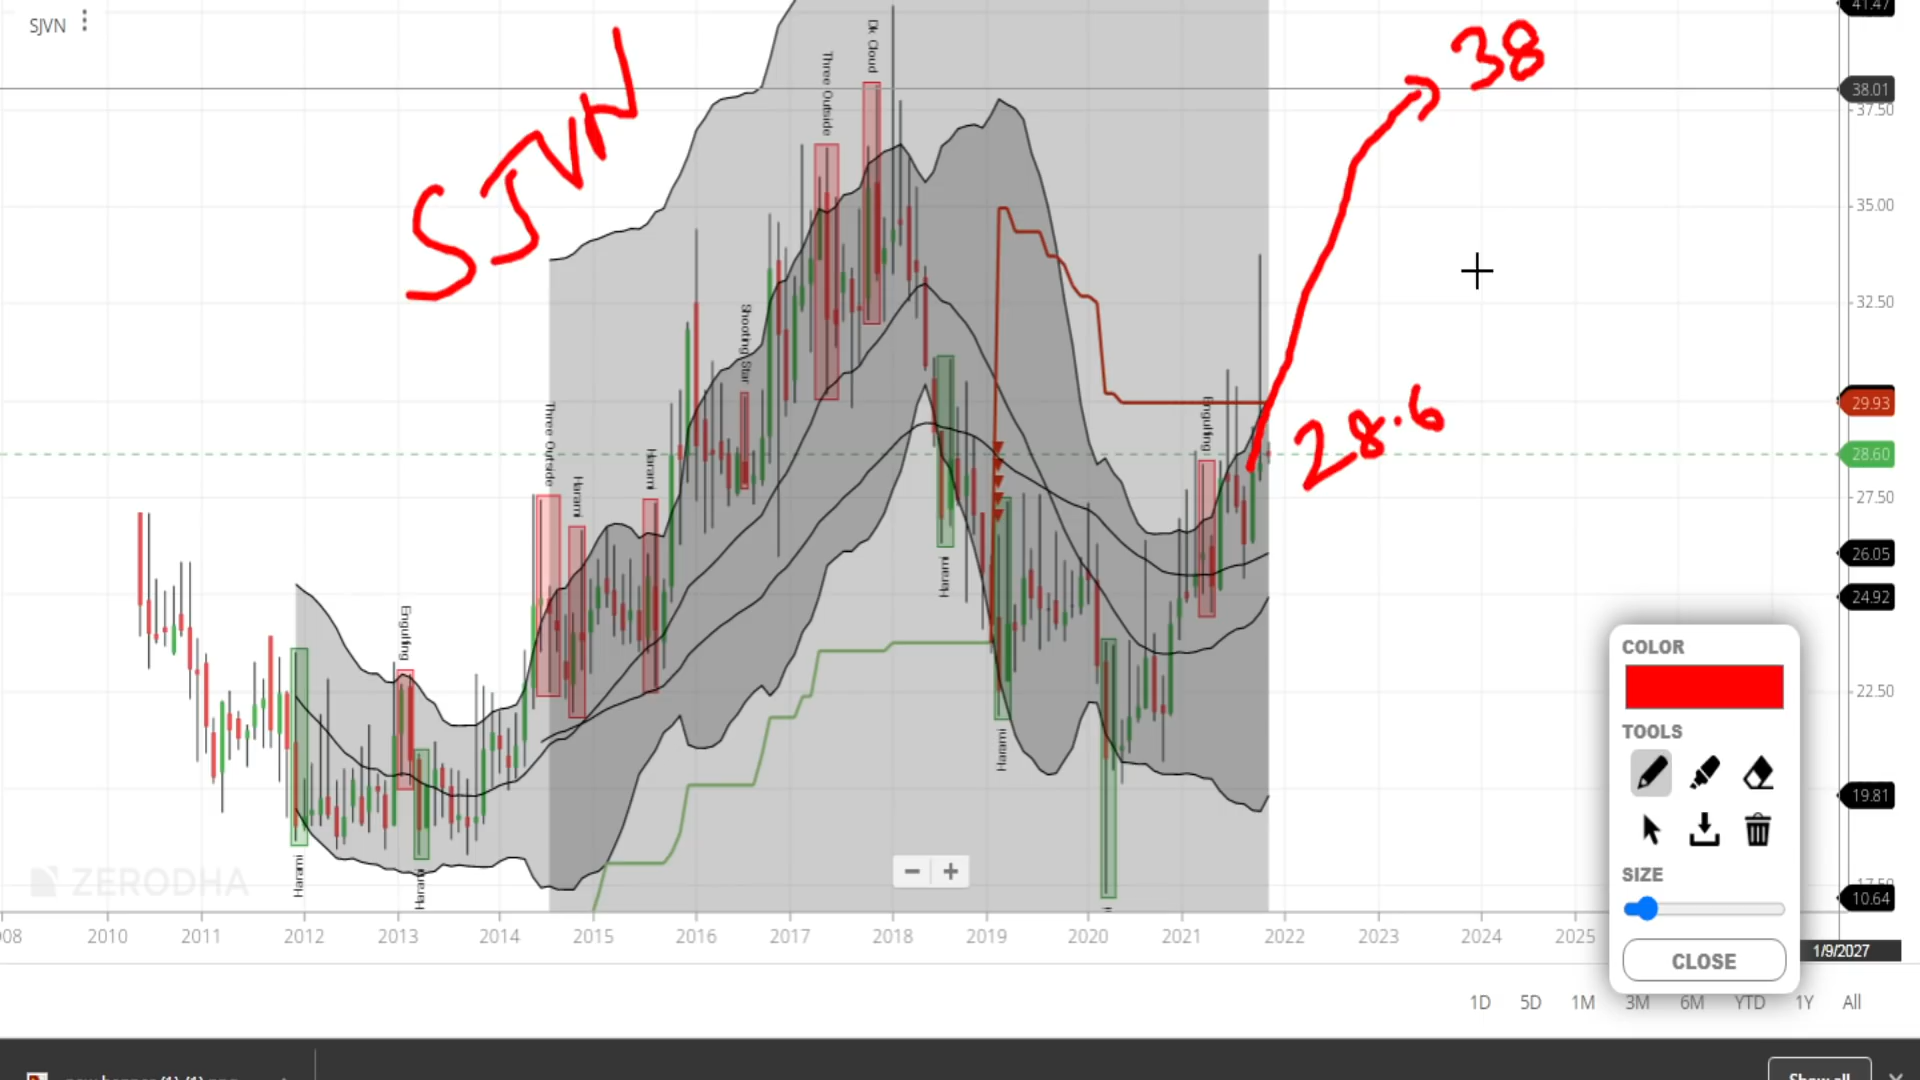 SJVN
41.47
38
38.01
37.50
Dk Cloud
Three Outside
SJVN
35.00
32.50
Shooting Star
29.93
Engulfing
28.6
28.60
Three Outside
Harami
Harami
27.50
26.05
Harami
24.92
Engulfing
COLOR
22.50
TOOLS
Harami
19.81
ZERODHA
Harami
Harami
SIZE
17.50
10.64
2010 2011 2012 2013 2014 2015 2016 2017 2018 2019 2020 2021 2022 2023 2024 2025
CLOSE
1/9/2027
1D 5D 1M 3M 6M YTD 1Y All
Show all